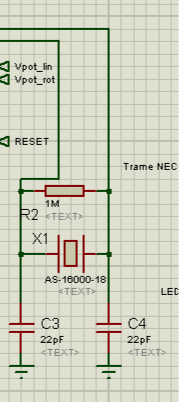 Vpot_lin
Vpot_rot
RESET
Trame NEC
1M
R2
<TEXT>
X1
AS-16000-18
<TEXT>
LED
C3
C4
22pF
22pF
<TEXT>
<TEXT>